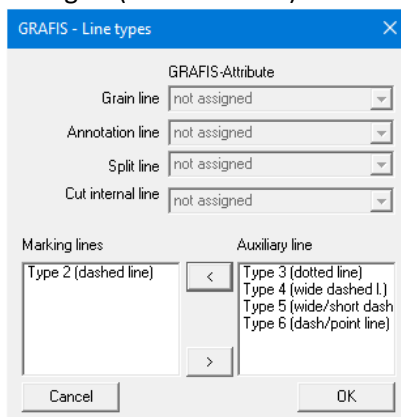 GRAFIS - Line types
GRAFIS-Attribute
Grain line not assigned
Annotation line not assigned
Split line not assigned
Cut internal line not assigned
Marking lines Auxiliary line
Type 2 (dashed line)
<
Type 3 (dotted line)
Type 4 (wide dashed l.)
Type 5 (wide/short dash
Type 6 (dash/point line)
>
Cancel OK